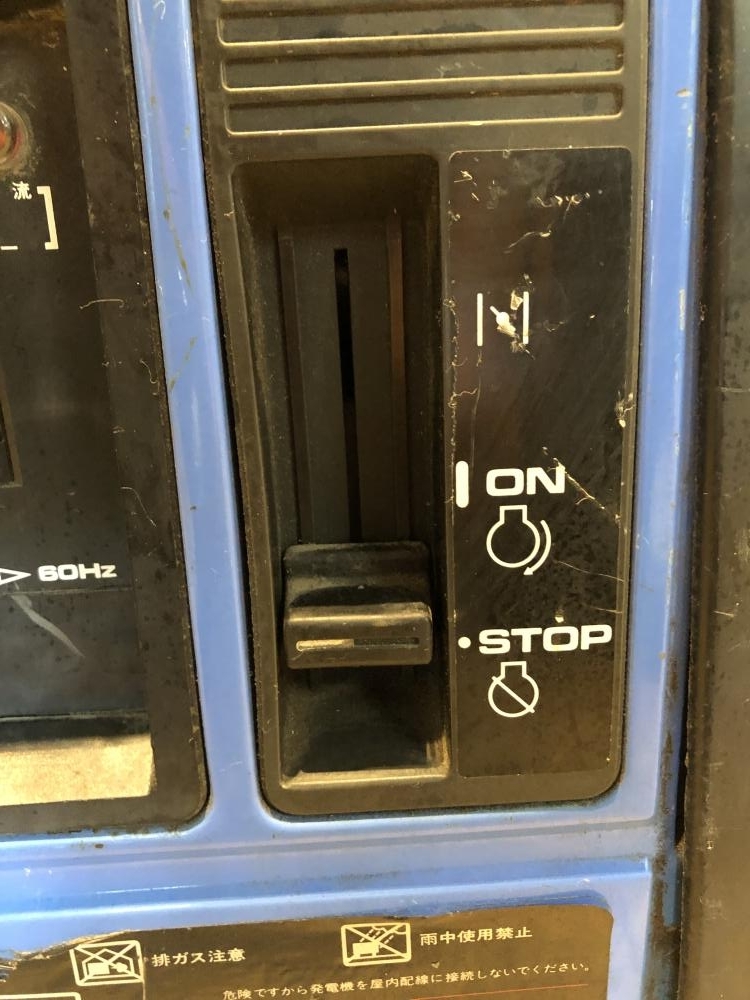 流
ON
60Hz
STOP
排ガス注意
雨中使用禁止
危険ですから発電機を屋内配線に接続しないでください。